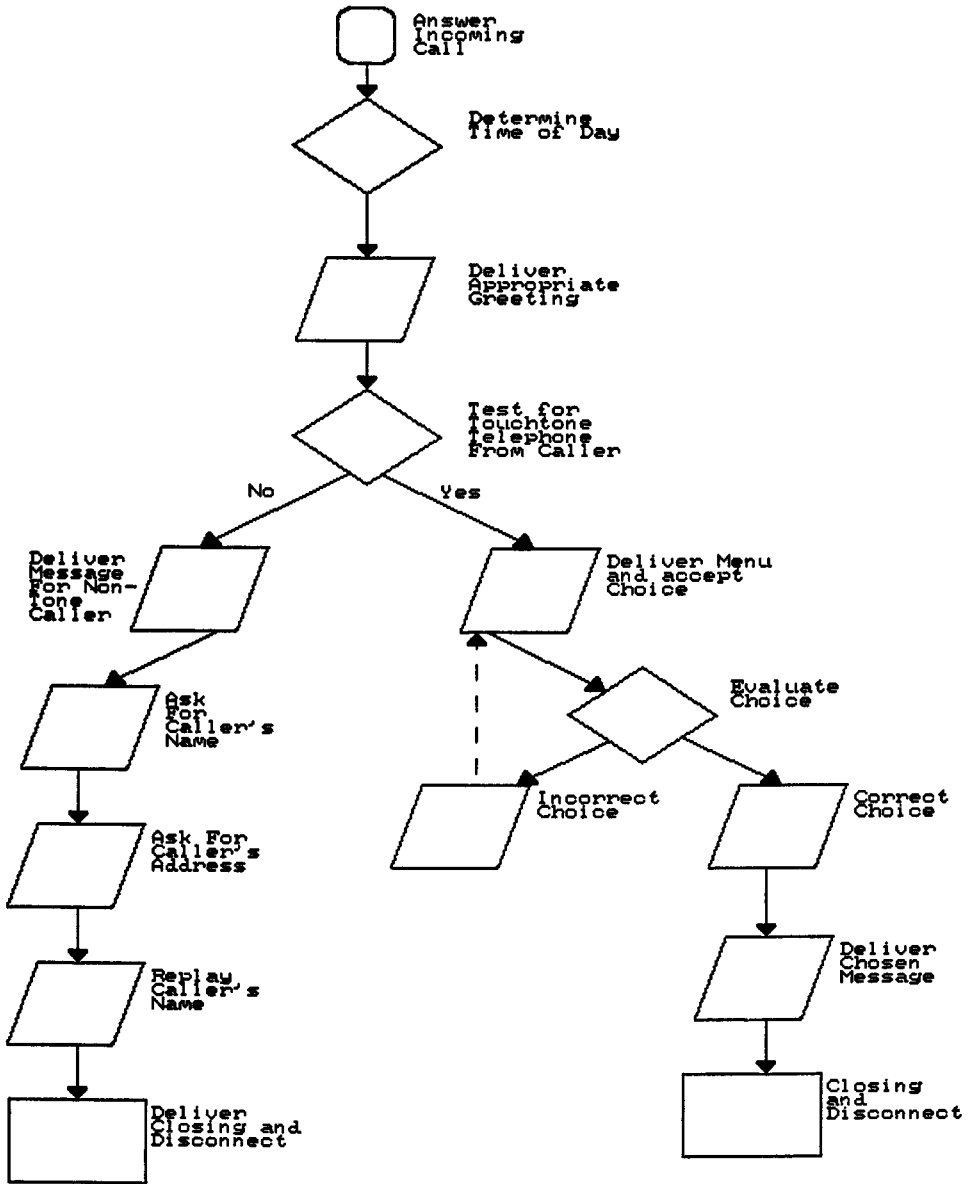 Answer
Incoming
Call
Determine
Time of Day
Deliver
Appropriate
Greeting
Test for
Touchtone
Telephone
From Caller
No
Yes
Deliver
Message
For Non-
Tone
Caller
Deliver Menu
and accept
Choice
Ask
For
Caller's
Name
Evaluate
Choice
Incorrect
Choice
Correct
Choice
Ask For
Caller's
Address
Replay
Caller's
Name
Deliver
Chosen
Message
Deliver
Closing and
Disconnect
Closing
and
Disconnect